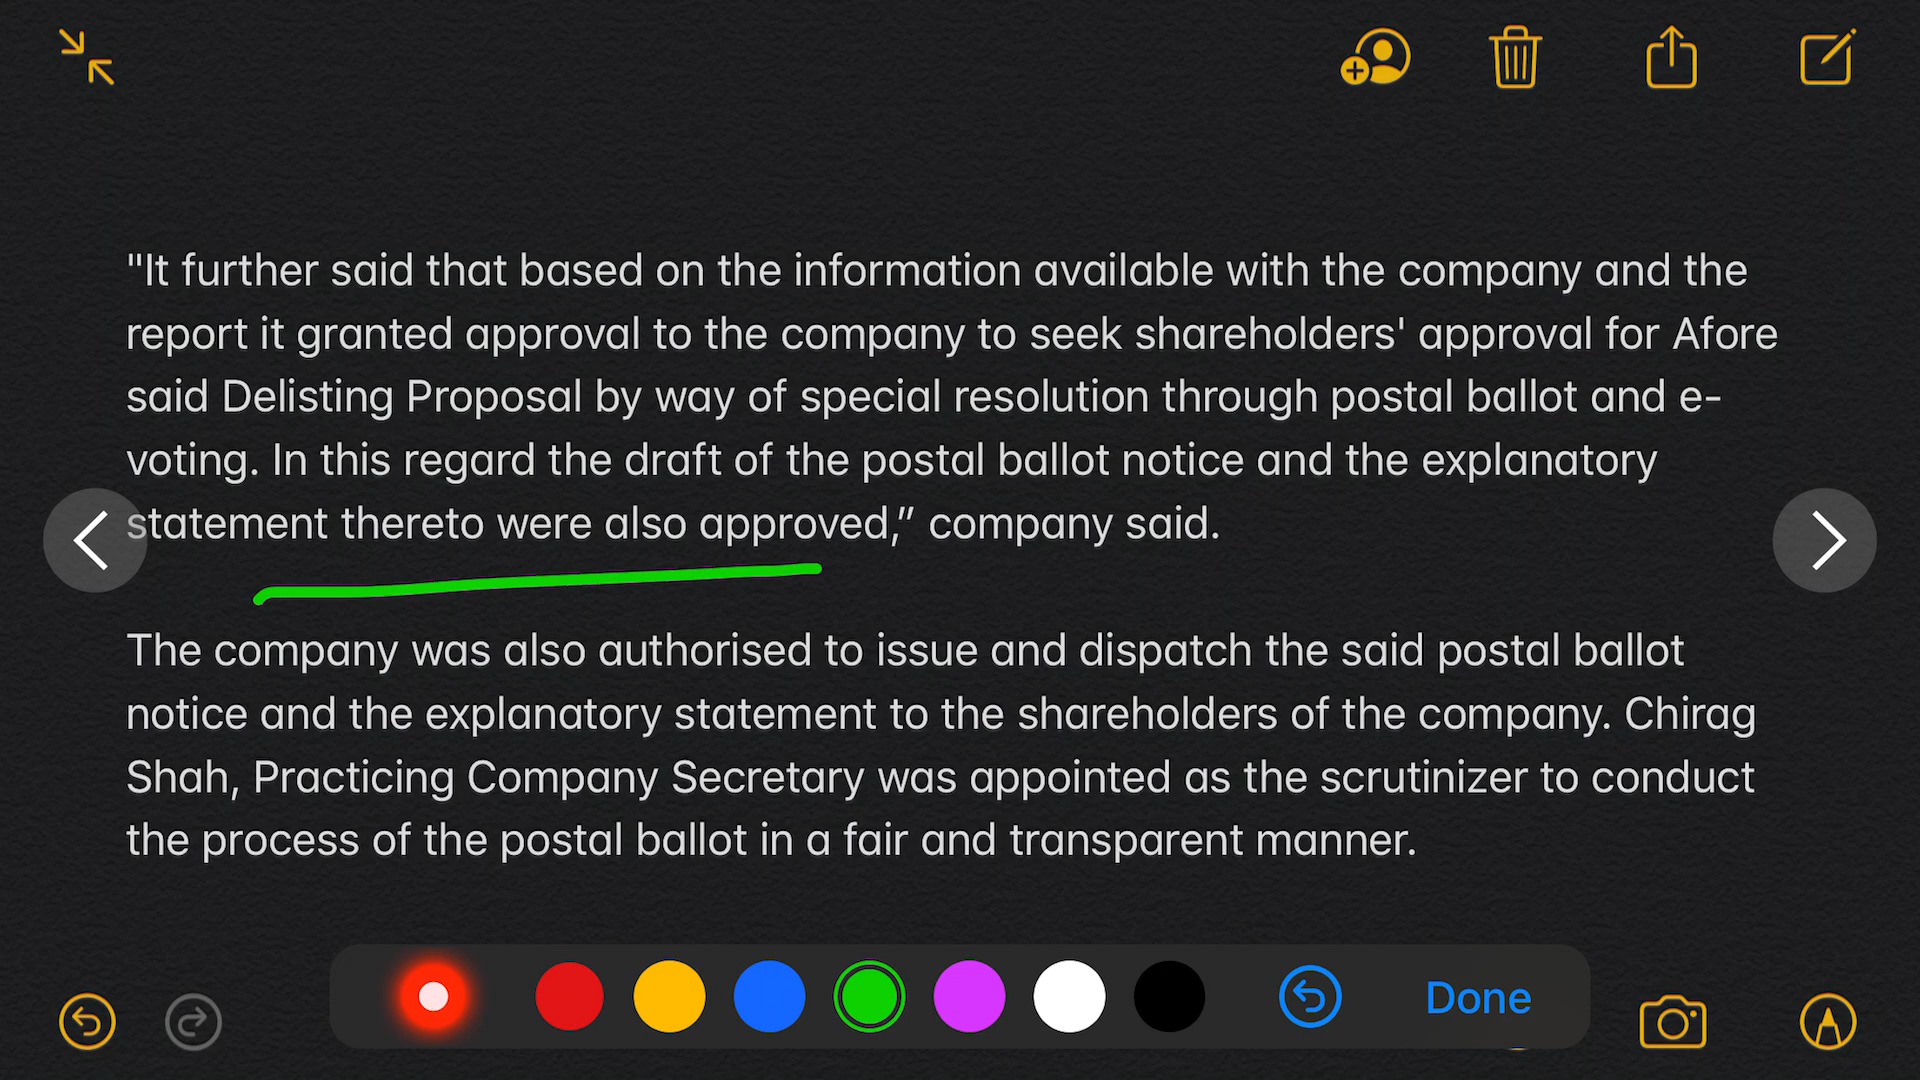 "It further said that based on the information available with the company and the
report it granted approval to the company to seek shareholders' approval for Afore
said Delisting Proposal by way of special resolution through postal ballot and e-
voting. In this regard the draft of the postal ballot notice and the explanatory
statement thereto were also approved,” company said.
The company was also authorised to issue and dispatch the said postal ballot
notice and the explanatory statement to the shareholders of the company. Chirag
Shah, Practicing Company Secretary was appointed as the scrutinizer to conduct
the process of the postal ballot in a fair and transparent manner.
Done